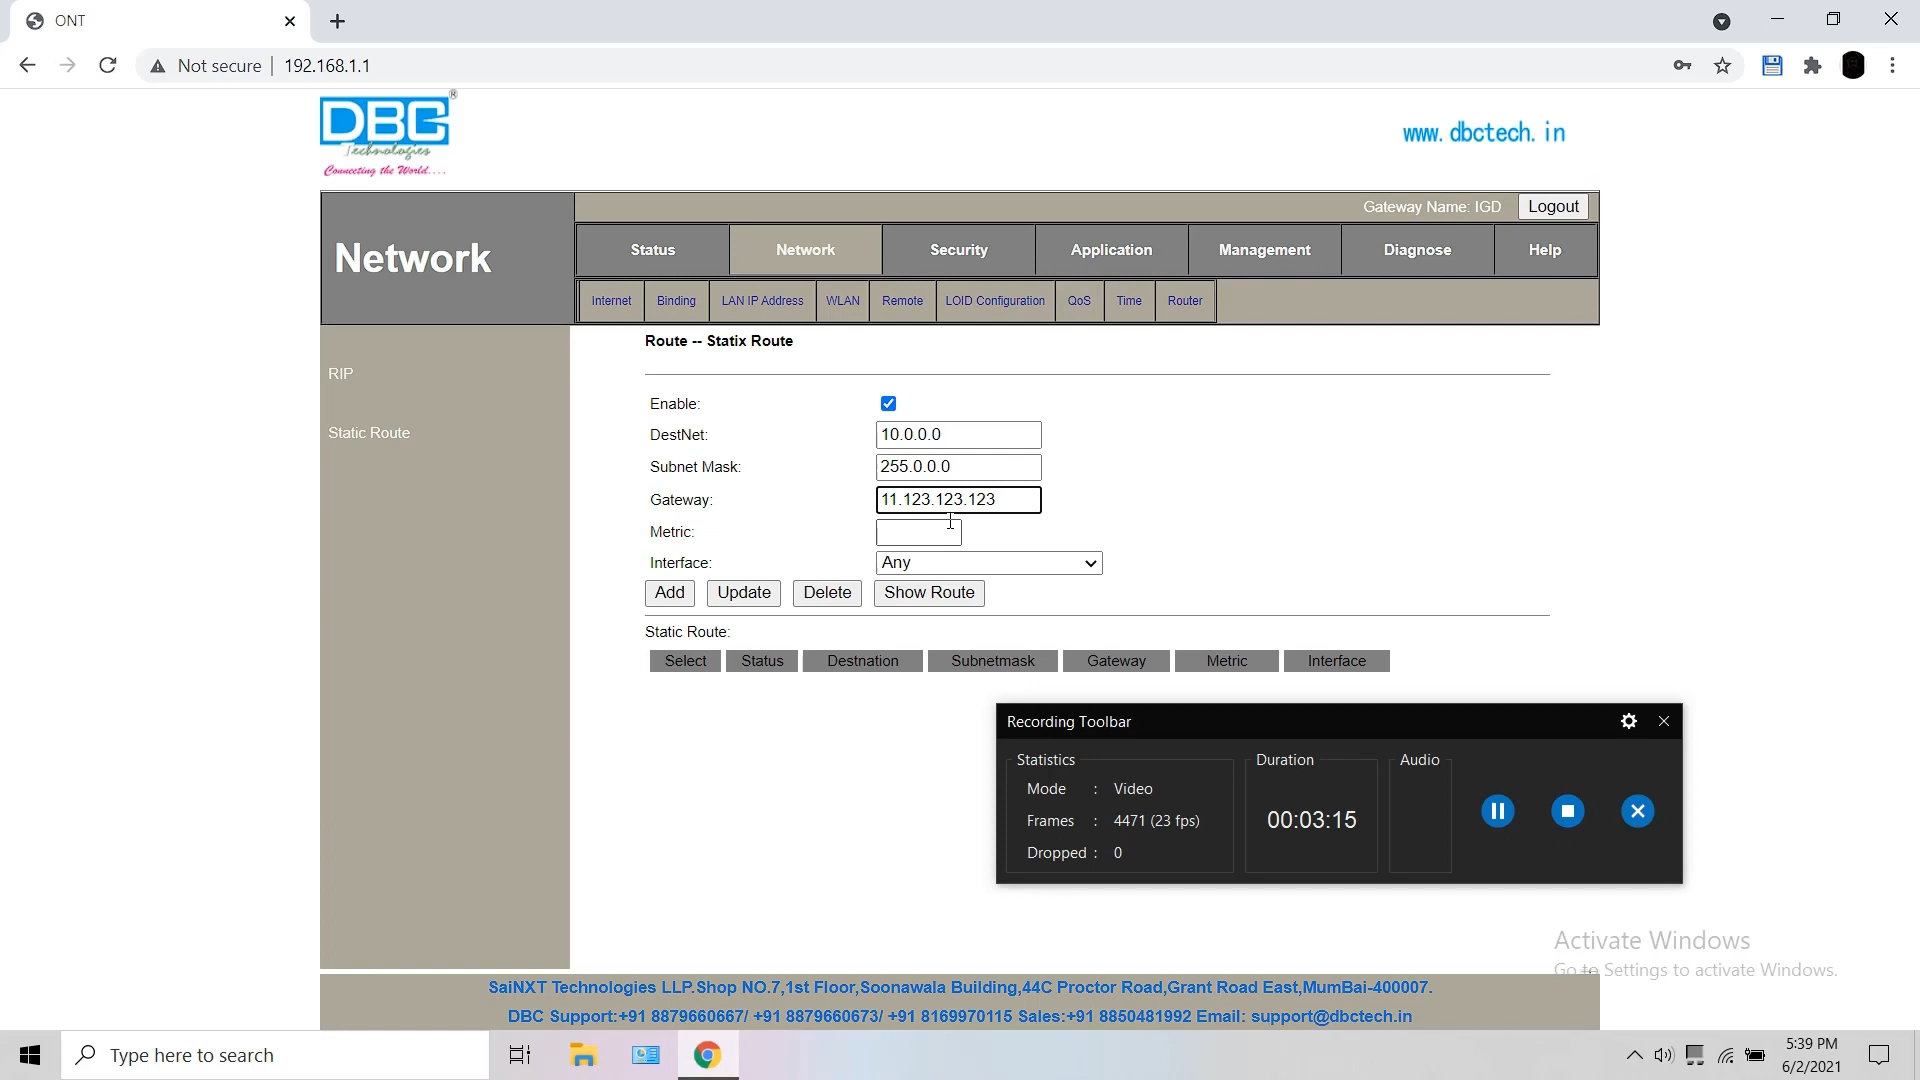 ONT
Not secure 192.168.1.1
DBC ®
Technologies
Connecting the World....
www. dbctech. in
Gateway Name: IGD Logout
Network
Status Network Security Application Management Diagnose Help
Internet Binding LAN IP Address WLAN Remote LOID Configuration QoS Time Router
Route -- Statix Route
RIP
Static Route
Enable:
DestNet: 10.0.0.0
Subnet Mask: 255.0.0.0
Gateway: 11.123.123.123
Metric:
Interface: Any
Add Update Delete Show Route
Static Route:
Select Status Destnation Subnetmask Gateway Metric Interface
Recording Toolbar
Statistics Duration Audio
Mode : Video
Frames : 4471 (23 fps)
Dropped : 0
00:03:15
Activate Windows
Go to Settings to activate Windows.
SaiNXT Technologies LLP.Shop NO.7,1st Floor,Soonawala Building,44C Proctor Road,Grant Road East,MumBai-400007.
DBC Support:+91 8879660667/ +91 8879660673/ +91 8169970115 Sales:+91 8850481992 Email: support@dbctech.in
Type here to search
5:39 PM
6/2/2021